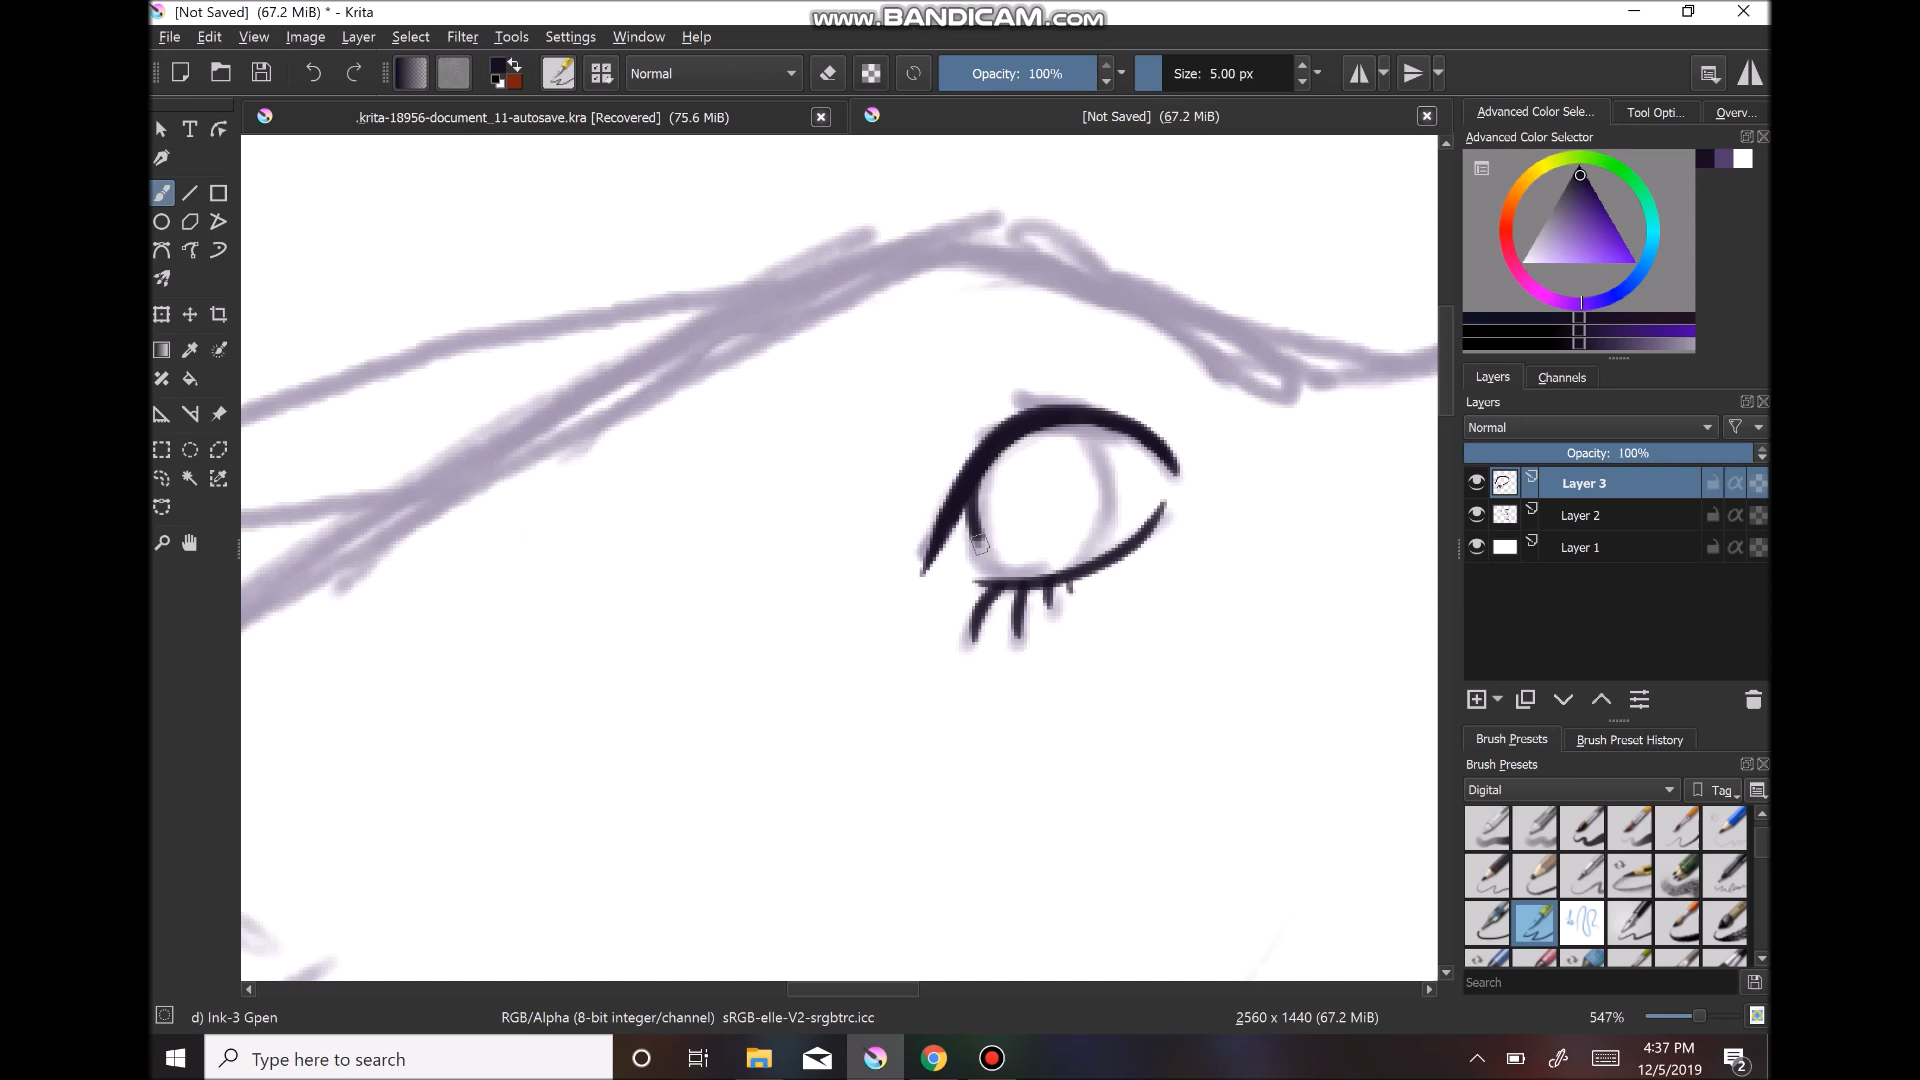 [Not Saved] (67.2 MiB) * - Krita
www.BANDICAM.com
File Edit View Image Layer Select Filter Tools Settings Window Help
Normal Opacity: 100% Size: 5.00 px
.krita-18956-document_11-autosave.kra [Recovered] (75.6 MiB) [Not Saved] (67.2 MiB)
Advanced Color Sele... Tool Opti... Overv...
Advanced Color Selector
Layers Channels
Layers
Normal
Opacity: 100%
Layer 3
Layer 2
Layer 1
Brush Presets Brush Preset History
Brush Presets
Digital Tag
Search
d) Ink-3 Gpen RGB/Alpha (8-bit integer/channel) sRGB-elle-V2-srgbtrc.icc 2560 x 1440 (67.2 MiB) 547%
Type here to search
4:37 PM
12/5/2019
2